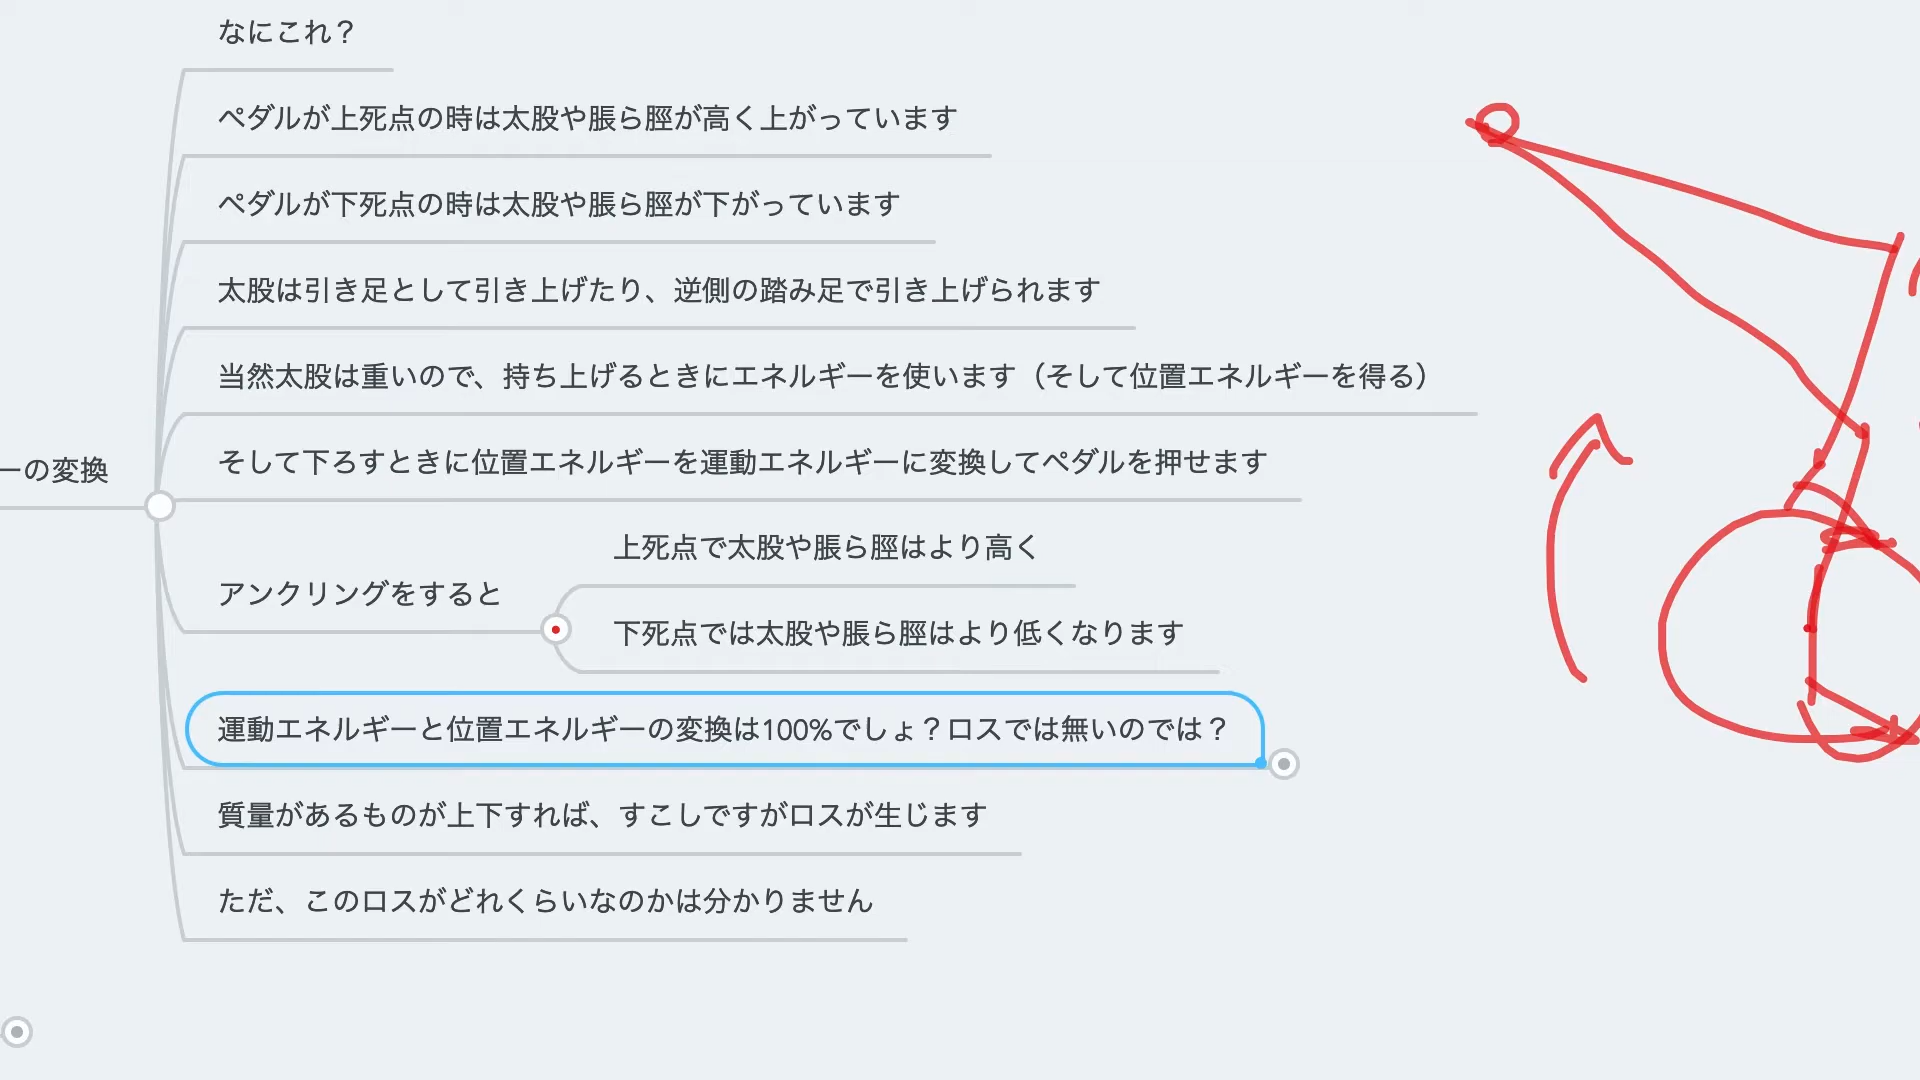 なにこれ？
ペダルが上死点の時は太股や脹ら脛が高く上がっています
ペダルが下死点の時は太股や脹ら脛が下がっています
太股は引き足として引き上げたり、逆側の踏み足で引き上げられます
当然太股は重いので、持ち上げるときにエネルギーを使います（そして位置エネルギーを得る）
ーの変換
そして下ろすときに位置エネルギーを運動エネルギーに変換してペダルを押せます
アンクリングをすると
上死点で太股や脹ら脛はより高く
下死点では太股や脹ら脛はより低くなります
運動エネルギーと位置エネルギーの変換は100%でしょ？ロスでは無いのでは？
質量があるものが上下すれば、すこしですがロスが生じます
ただ、このロスがどれくらいなのかは分かりません